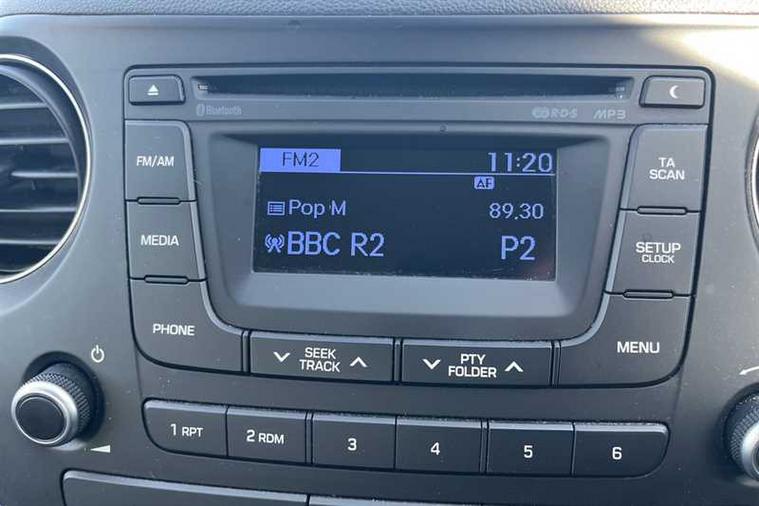 Bluetooth R·D·S MP3
FM/AM
MEDIA
PHONE
FM2 11:20
AF
Pop M 89.30
BBC R2 P2
TA
SCAN
SETUP
CLOCK
MENU
SEEK
TRACK
PTY
FOLDER
1 RPT 2 RDM 3 4 5 6